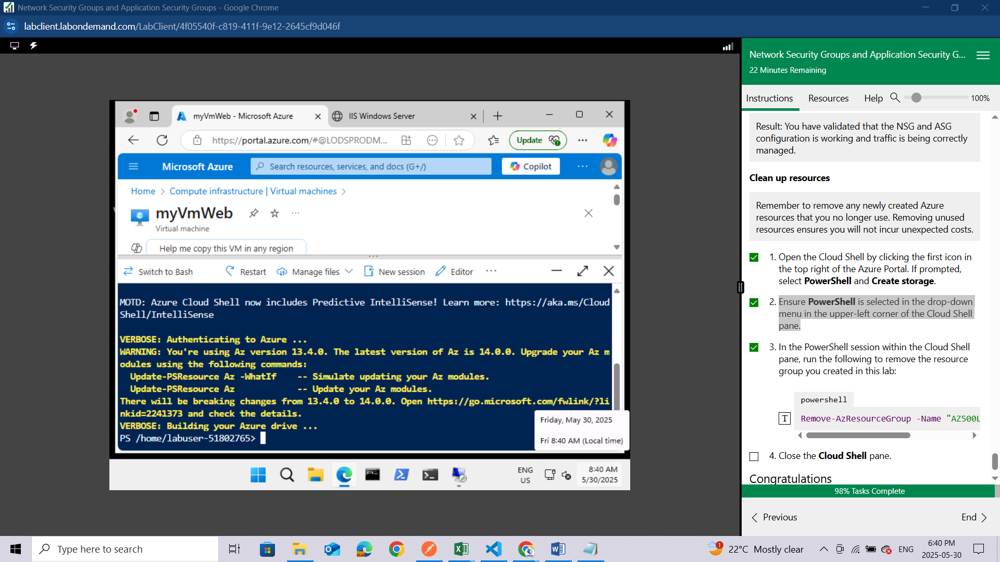 Network Security Groups and Application Security Groups - Google Chrome
labclient.labondemand.com/LabClient/4f05540f-c819-411f-9e12-2645cf9d046f
Network Security Groups and Application Security G...
22 Minutes Remaining
Instructions Resources Help 100%
Result: You have validated that the NSG and ASG
configuration is working and traffic is being correctly
managed.
Clean up resources
Remember to remove any newly created Azure
resources that you no longer use. Removing unused
resources ensures you will not incur unexpected costs.
1. Open the Cloud Shell by clicking the first icon in
the top right of the Azure Portal. If prompted,
select PowerShell and Create storage.
2. Ensure PowerShell is selected in the drop-down
menu in the upper-left corner of the Cloud Shell
pane.
3. In the PowerShell session within the Cloud Shell
pane, run the following to remove the resource
group you created in this lab:
powershell
T Remove-AzResourceGroup -Name "AZ500L
4. Close the Cloud Shell pane.
Congratulations
98% Tasks Complete
Previous End
myVmWeb - Microsoft Azure IIS Windows Server
https://portal.azure.com/#@LODSPRODM... Update
Microsoft Azure Search resources, services, and docs (G+/) Copilot
Home > Compute infrastructure | Virtual machines >
myVmWeb
Virtual machine
Help me copy this VM in any region
Switch to Bash Restart Manage files New session Editor
MOTD: Azure Cloud Shell now includes Predictive IntelliSense! Learn more: https://aka.ms/Cloud
Shell/IntelliSense
VERBOSE: Authenticating to Azure ...
WARNING: You're using Az version 13.4.0. The latest version of Az is 14.0.0. Upgrade your Az m
odules using the following commands:
Update-PSResource Az -WhatIf -- Simulate updating your Az modules.
Update-PSResource Az -- Update your Az modules.
There will be breaking changes from 13.4.0 to 14.0.0. Open https://go.microsoft.com/fwlink/?li
nkid=2241373 and check the details.
VERBOSE: Building your Azure drive ...
PS /home/labuser-51802765>
Friday, May 30, 2025
Fri 8:40 AM (Local time)
ENG
US
8:40 AM
5/30/2025
Type here to search
1
22°C Mostly clear
ENG
6:40 PM
2025-05-30